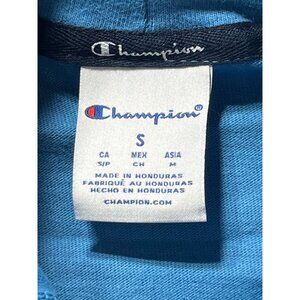 Champion
Champion®
S
CA MEX ASIA
S/P CH M
MADE IN HONDURAS
FABRIQUÉ AU HONDURAS
HECHO EN HONDURAS
CHAMPION.COM